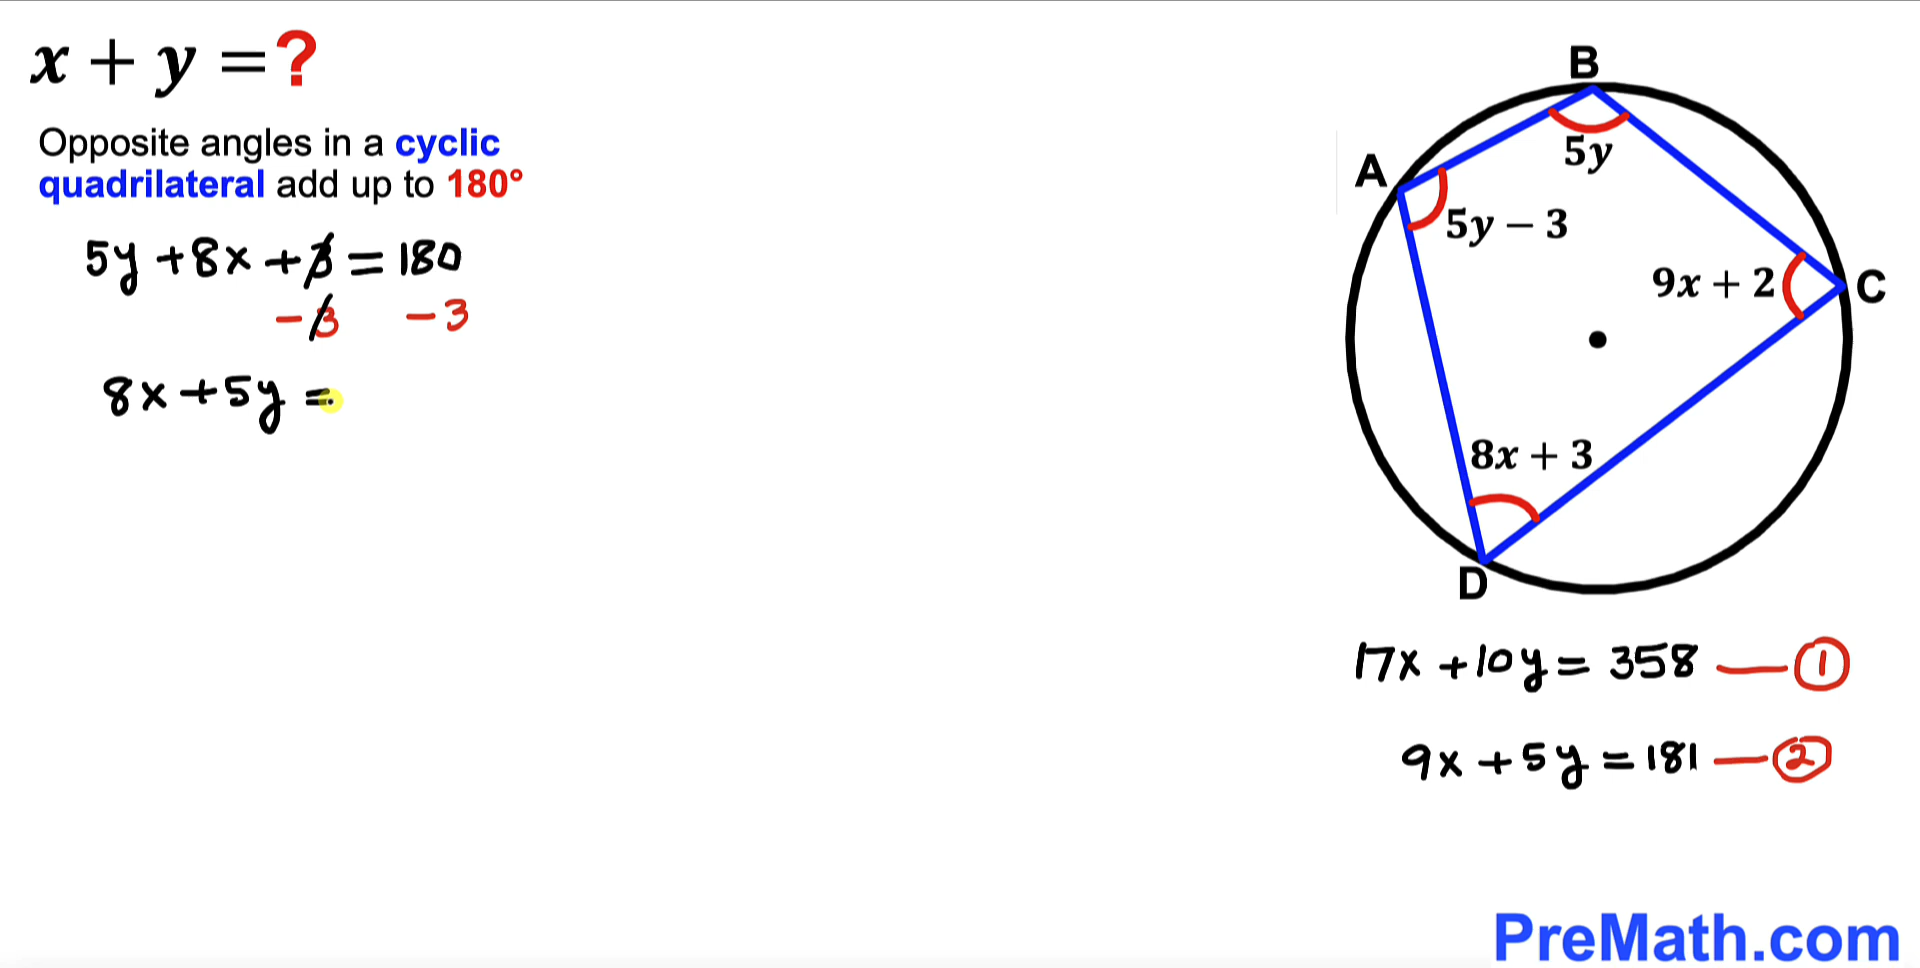 x + y = ?
Opposite angles in a cyclic
quadrilateral add up to 180°
5y + 8x + 3 = 180
- 3 - 3
8x + 5y =
B
5y
A
5y − 3
9x + 2
C
8x + 3
D
17x + 10y = 358 — 1
9x + 5y = 181 — 2
PreMath.com